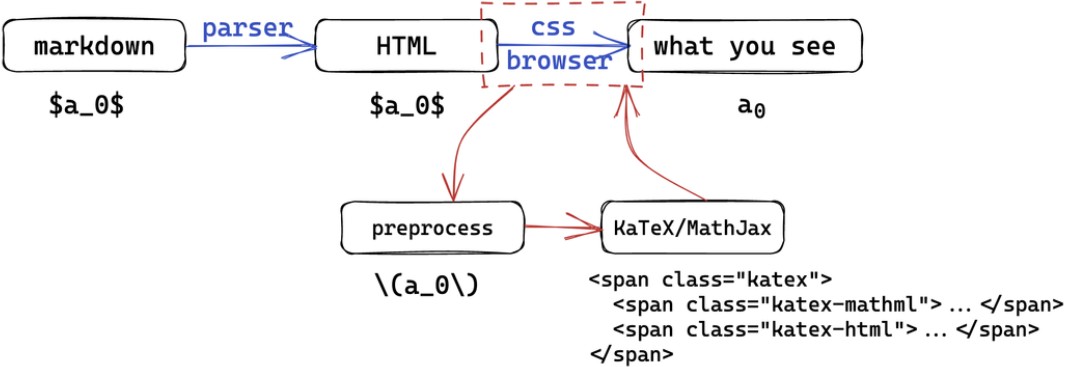 markdown
parser
HTML
css
browser
what you see
$a_0$
$a_0$
a₀
preprocess
KaTeX/MathJax
\(a_0\)
<span class="katex">
<span class="katex-mathml">...</span>
<span class="katex-html">...</span>
</span>